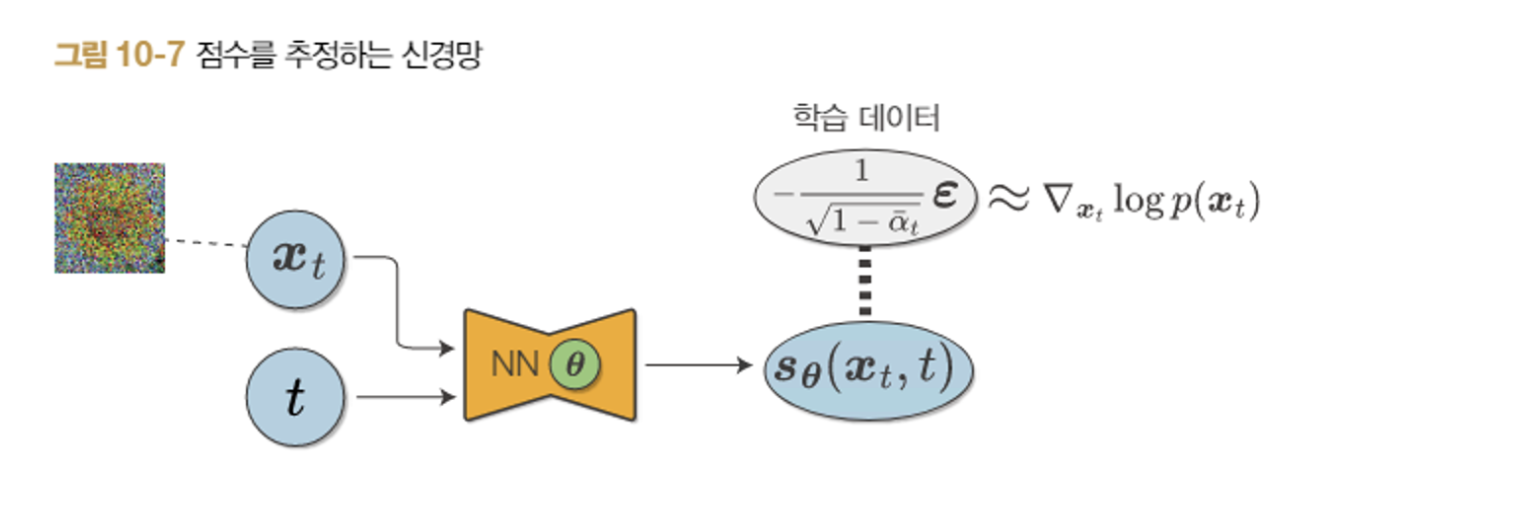 그림 10-7 점수를 추정하는 신경망
학습 데이터
$-\frac{1}{\sqrt{1-\bar{\alpha}_t}}\boldsymbol{\varepsilon} \approx \nabla_{\boldsymbol{x}_t} \log p(\boldsymbol{x}_t)$
$\boldsymbol{x}_t$
NN $\boldsymbol{\theta}$
$\boldsymbol{s}_{\boldsymbol{\theta}}(\boldsymbol{x}_t, t)$
$t$